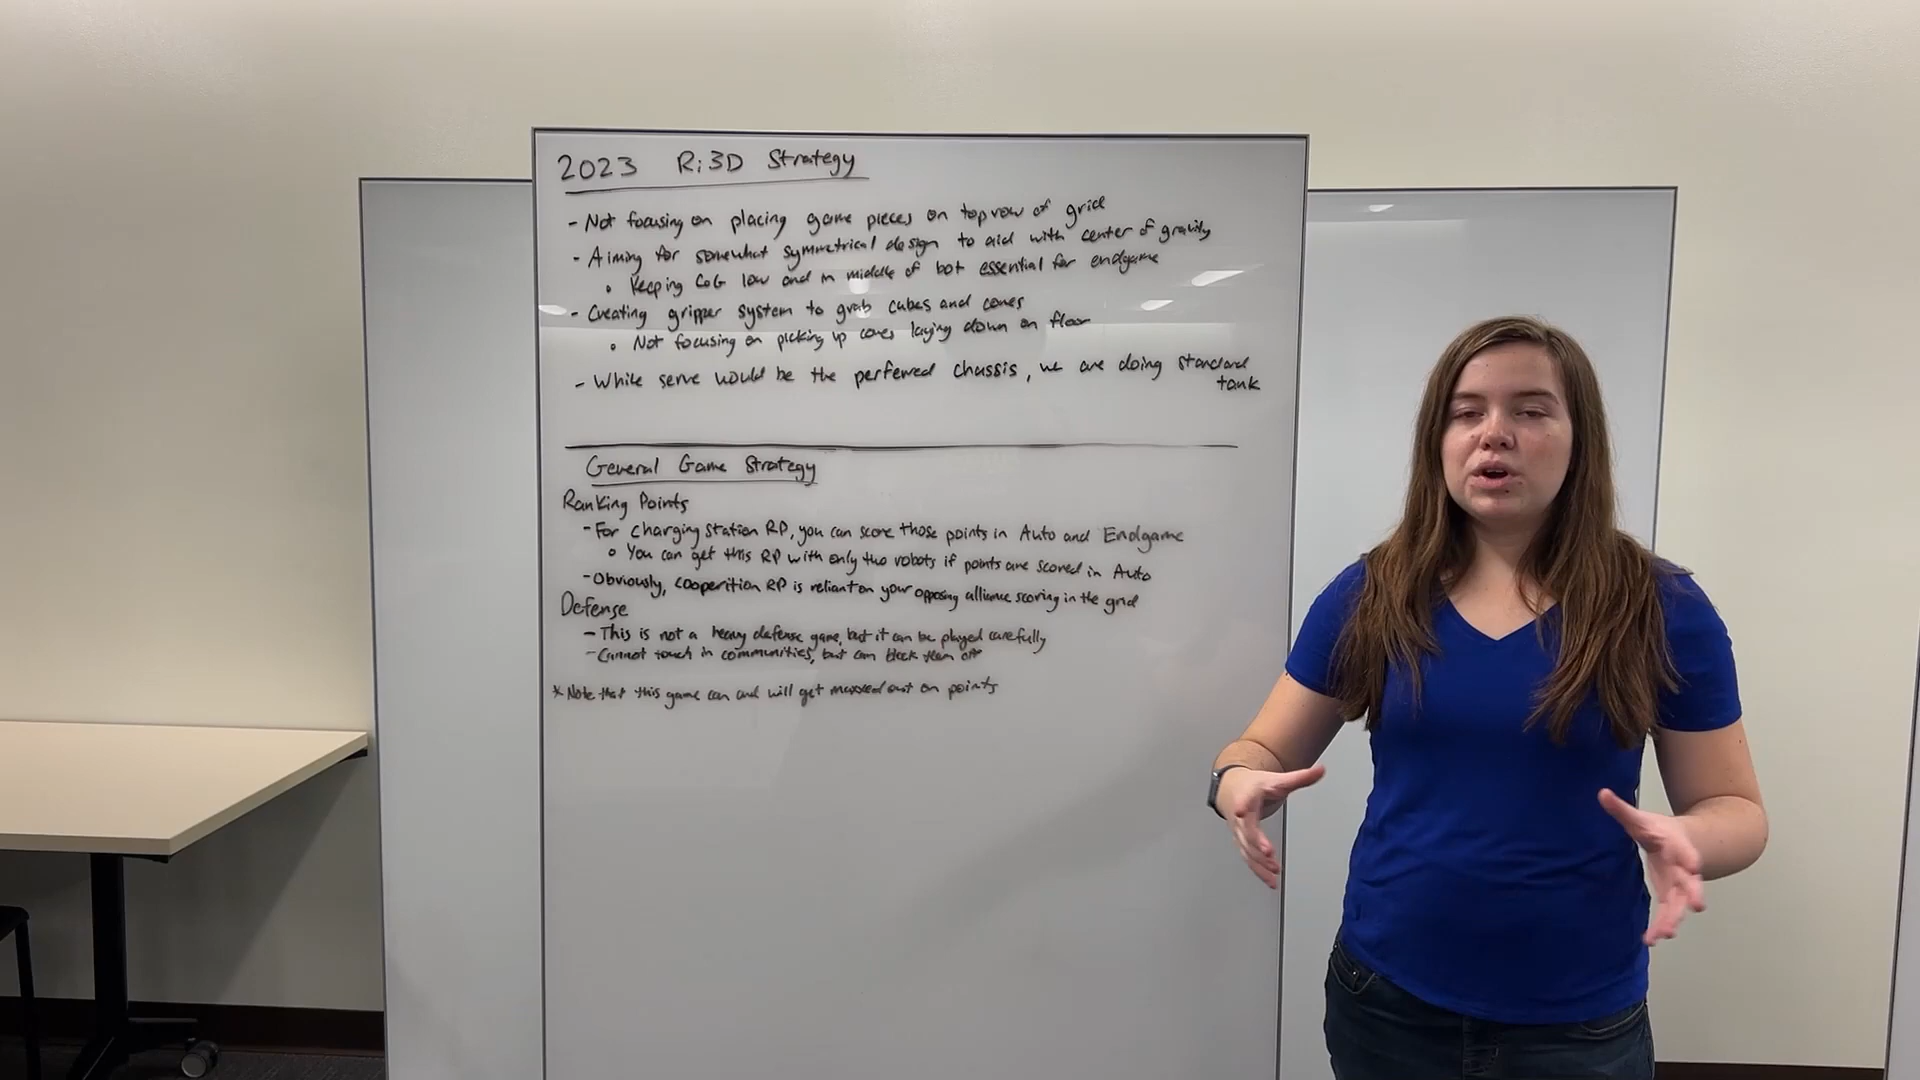 2023 Ri3D Strategy
- Not focusing on placing game pieces on top row of grid
- Aiming for somewhat symmetrical design to aid with center of gravity
• Keeping CoG low and in middle of bot essential for endgame
- Creating gripper system to grab cubes and cones
• Not focusing on picking up cones laying down on floor
- While serve would be the perferred chassis, we are doing standard
tank
General Game Strategy
Ranking Points
- For Charging Station RP, you can score those points in Auto and Endgame
• You can get this RP with only two robots if points are scored in Auto
- Obviously, cooperition RP is reliant on your opposing alliance scoring in the grid
Defense
- This is not a heavy defense game, but it can be played carefully
- Cannot touch in communities, but can block them off
* Note that this game can and will get maxed out on points